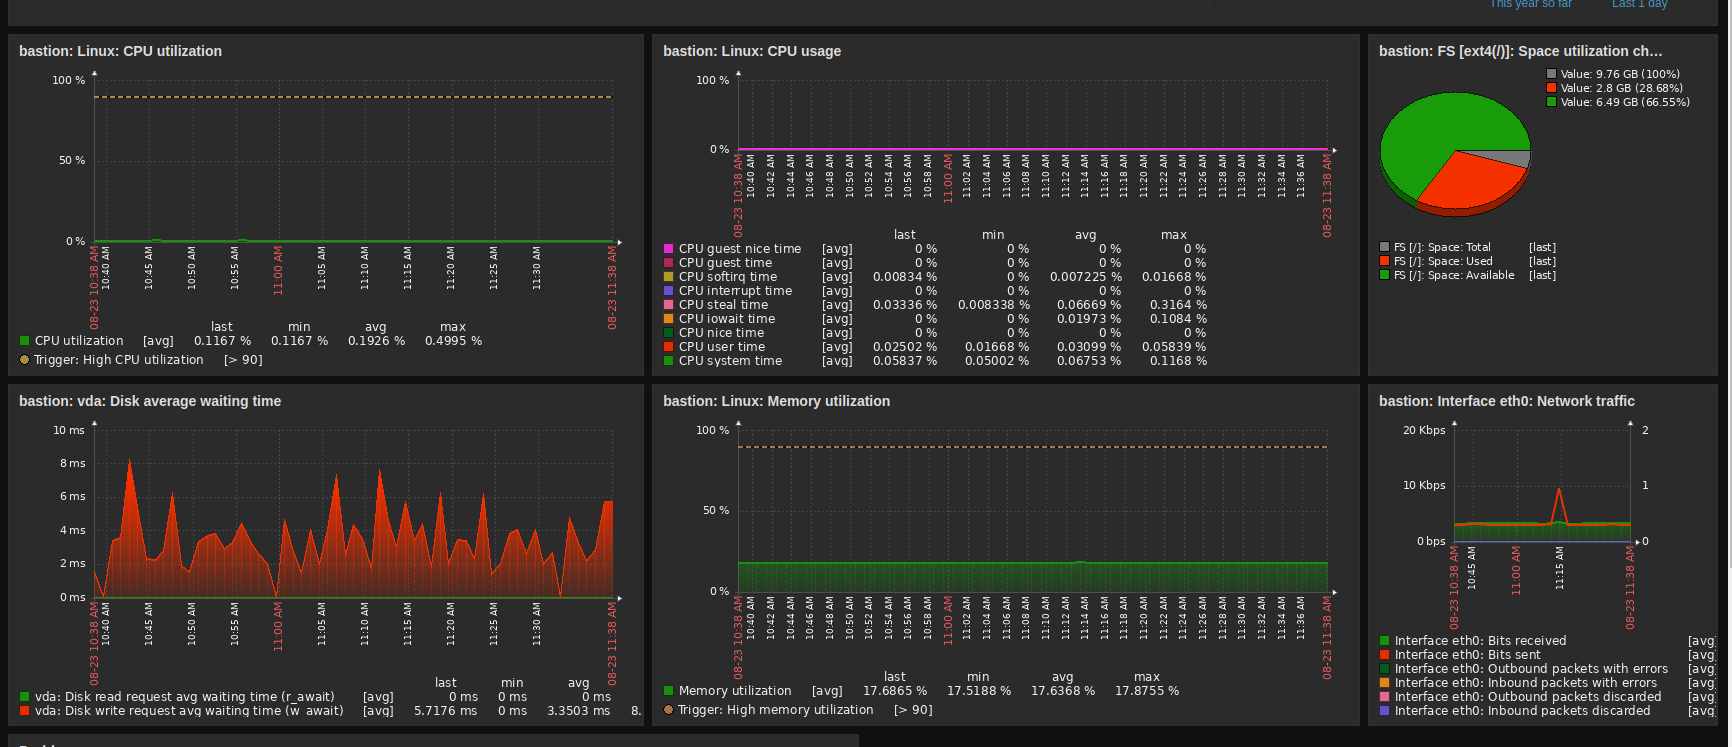 This year so far Last 1 day
bastion: Linux: CPU utilization
100 %
50 %
0 %
08-23 10:38 AM
10:40 AM
10:45 AM
10:50 AM
10:55 AM
11:00 AM
11:05 AM
11:10 AM
11:15 AM
11:20 AM
11:25 AM
11:30 AM
08-23 11:38 AM
last min avg max
CPU utilization [avg] 0.1167 % 0.1167 % 0.1926 % 0.4995 %
Trigger: High CPU utilization [> 90]
bastion: Linux: CPU usage
100 %
0 %
08-23 10:38 AM
10:40 AM
10:42 AM
10:44 AM
10:46 AM
10:48 AM
10:50 AM
10:52 AM
10:54 AM
10:56 AM
10:58 AM
11:00 AM
11:02 AM
11:04 AM
11:06 AM
11:08 AM
11:10 AM
11:12 AM
11:14 AM
11:16 AM
11:18 AM
11:20 AM
11:22 AM
11:24 AM
11:26 AM
11:28 AM
11:30 AM
11:32 AM
11:34 AM
11:36 AM
08-23 11:38 AM
last min avg max
CPU guest nice time [avg] 0 % 0 % 0 % 0 %
CPU guest time [avg] 0 % 0 % 0 % 0 %
CPU softirq time [avg] 0.00834 % 0 % 0.007225 % 0.01668 %
CPU interrupt time [avg] 0 % 0 % 0 % 0 %
CPU steal time [avg] 0.03336 % 0.008338 % 0.06669 % 0.3164 %
CPU iowait time [avg] 0 % 0 % 0.01973 % 0.1084 %
CPU nice time [avg] 0 % 0 % 0 % 0 %
CPU user time [avg] 0.02502 % 0.01668 % 0.03099 % 0.05839 %
CPU system time [avg] 0.05837 % 0.05002 % 0.06753 % 0.1168 %
bastion: FS [ext4(/)]: Space utilization ch...
Value: 9.76 GB (100%)
Value: 2.8 GB (28.68%)
Value: 6.49 GB (66.55%)
FS [/]: Space: Total [last]
FS [/]: Space: Used [last]
FS [/]: Space: Available [last]
bastion: vda: Disk average waiting time
10 ms
8 ms
6 ms
4 ms
2 ms
0 ms
08-23 10:38 AM
10:40 AM
10:45 AM
10:50 AM
10:55 AM
11:00 AM
11:05 AM
11:10 AM
11:15 AM
11:20 AM
11:25 AM
11:30 AM
08-23 11:38 AM
last min avg
vda: Disk read request avg waiting time (r_await) [avg] 0 ms 0 ms 0 ms
vda: Disk write request avg waiting time (w_await) [avg] 5.7176 ms 0 ms 3.3503 ms 8.
bastion: Linux: Memory utilization
100 %
50 %
0 %
08-23 10:38 AM
10:40 AM
10:42 AM
10:44 AM
10:46 AM
10:48 AM
10:50 AM
10:52 AM
10:54 AM
10:56 AM
10:58 AM
11:00 AM
11:02 AM
11:04 AM
11:06 AM
11:08 AM
11:10 AM
11:12 AM
11:14 AM
11:16 AM
11:18 AM
11:20 AM
11:22 AM
11:24 AM
11:26 AM
11:28 AM
11:30 AM
11:32 AM
11:34 AM
11:36 AM
08-23 11:38 AM
last min avg max
Memory utilization [avg] 17.6865 % 17.5188 % 17.6368 % 17.8755 %
Trigger: High memory utilization [> 90]
bastion: Interface eth0: Network traffic
20 Kbps 2
10 Kbps 1
0 bps 0
08-23 10:38 AM
10:45 AM
11:00 AM
11:15 AM
08-23 11:38 AM
Interface eth0: Bits received [avg]
Interface eth0: Bits sent [avg]
Interface eth0: Outbound packets with errors [avg]
Interface eth0: Inbound packets with errors [avg]
Interface eth0: Outbound packets discarded [avg]
Interface eth0: Inbound packets discarded [avg]